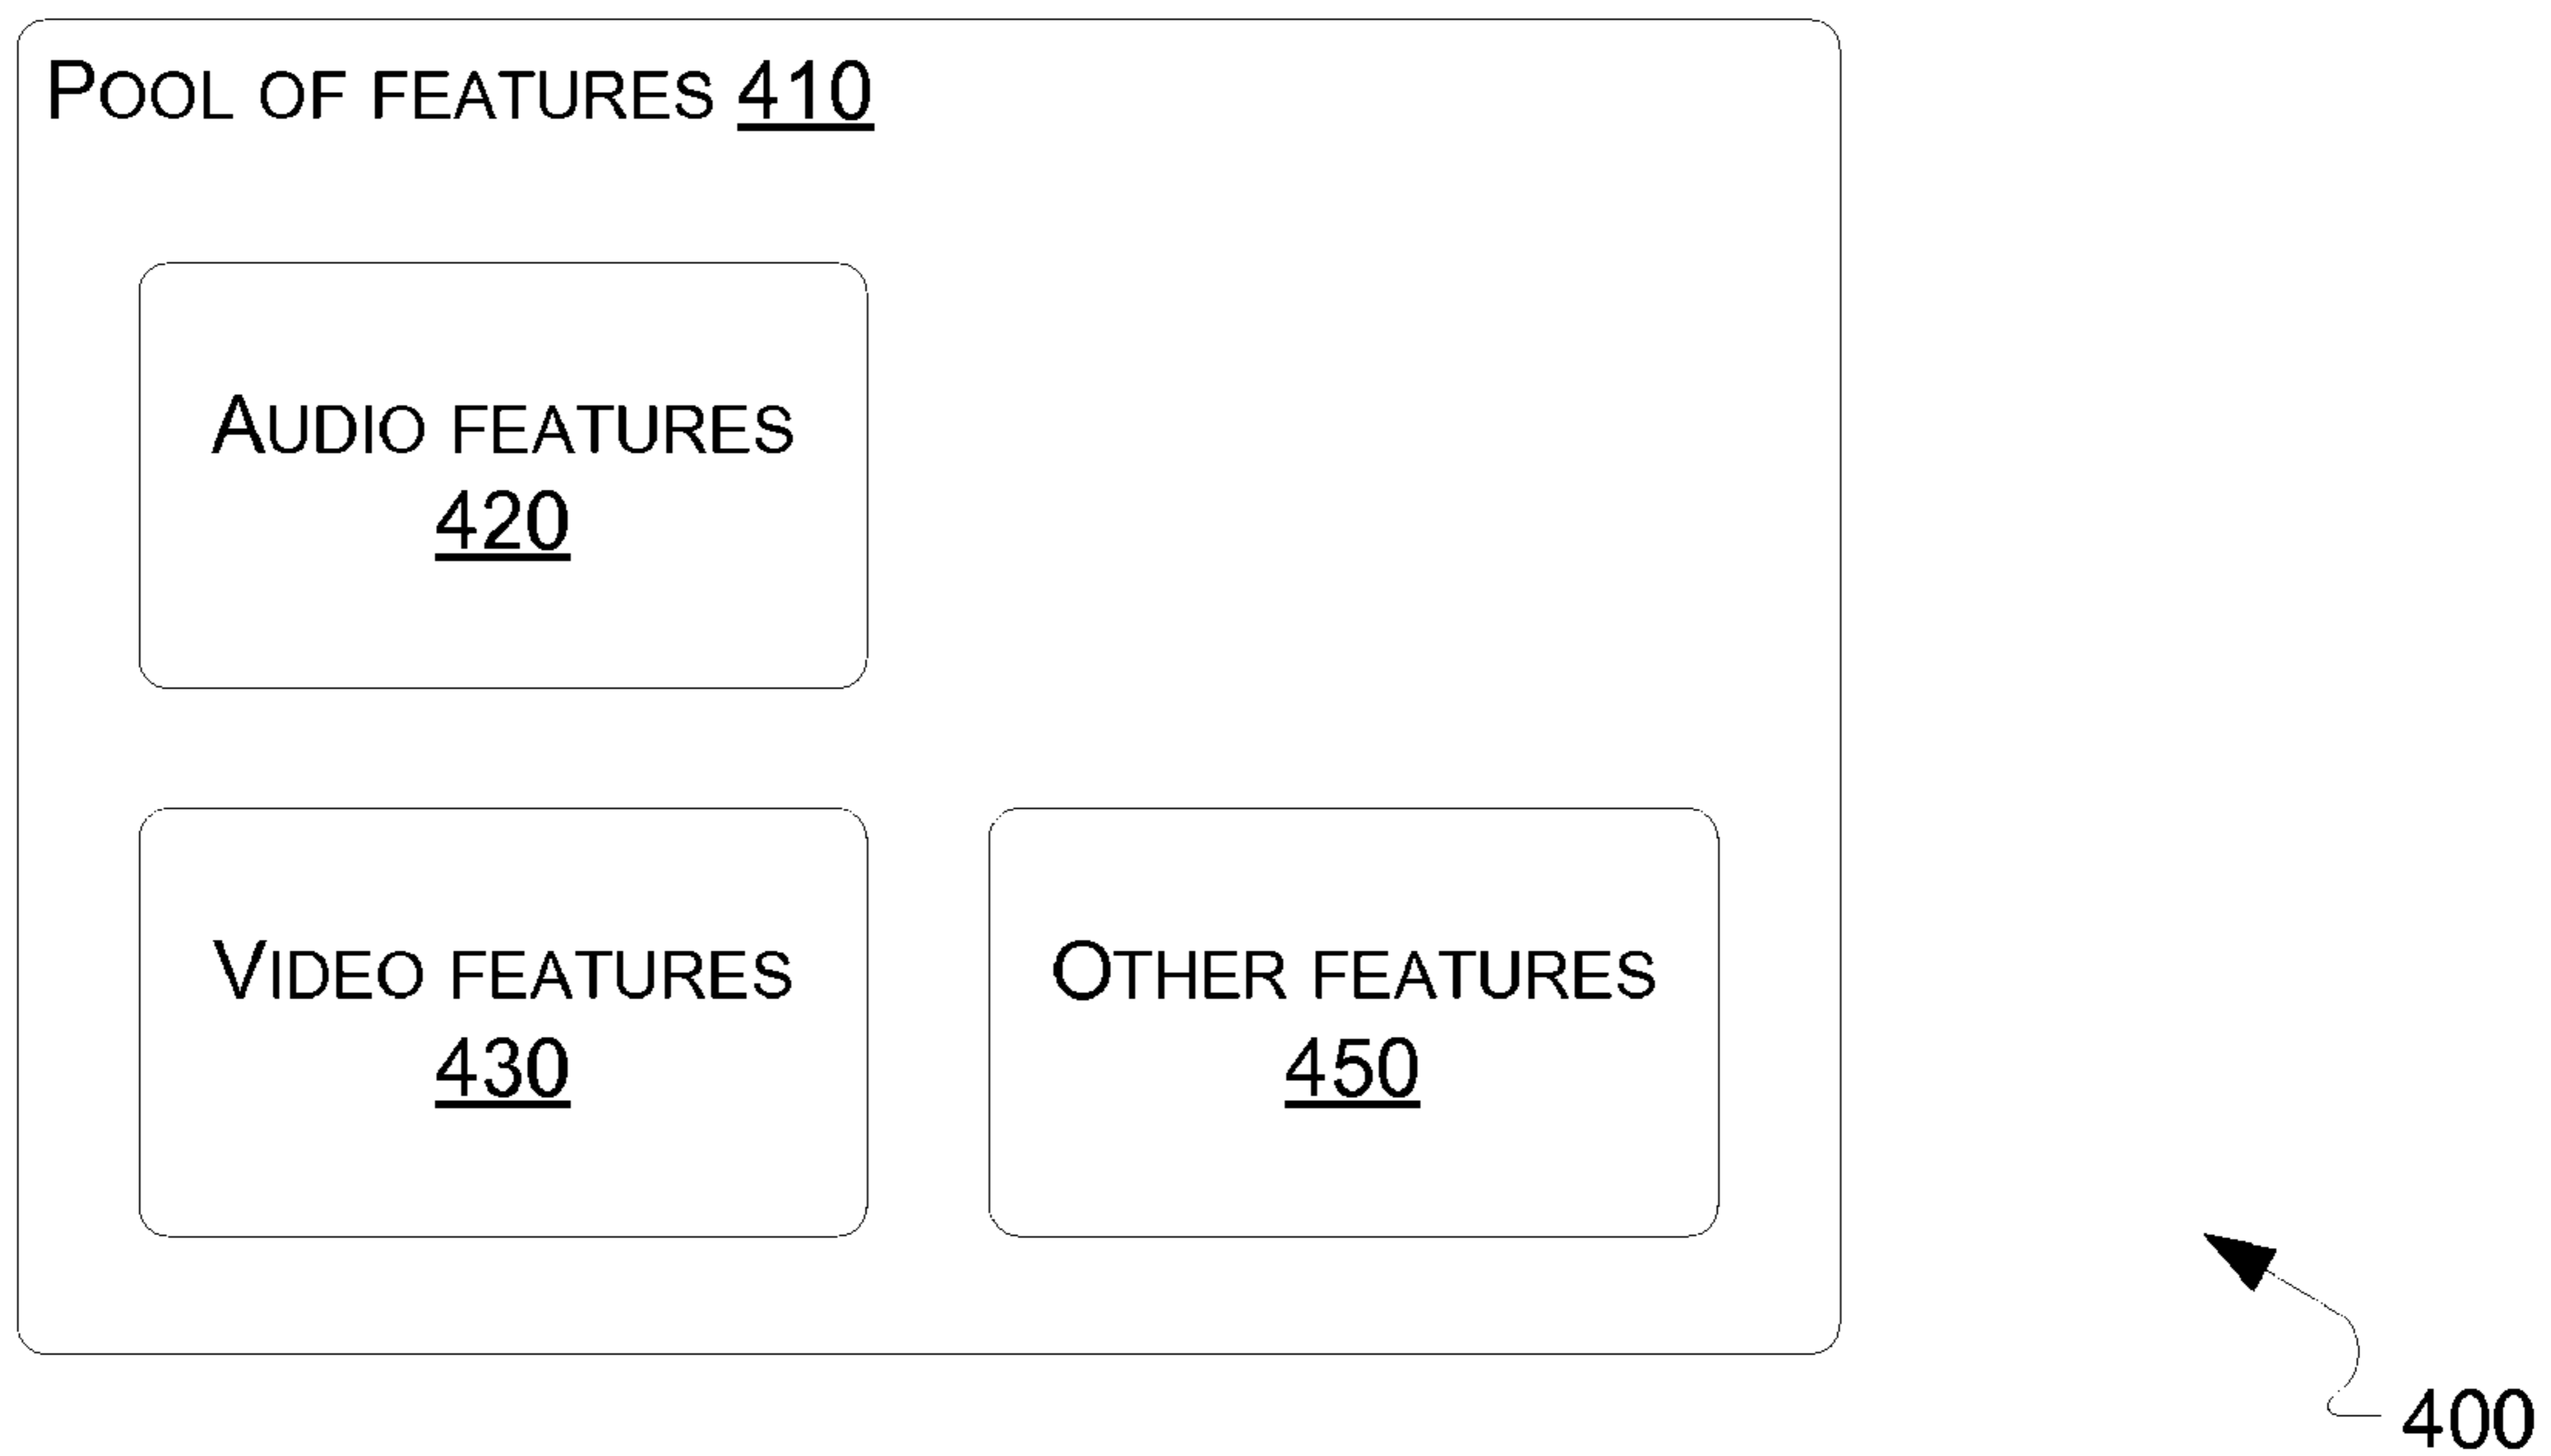 POOL OF FEATURES 410
AUDIO FEATURES
420
VIDEO FEATURES
430
OTHER FEATURES
450
400